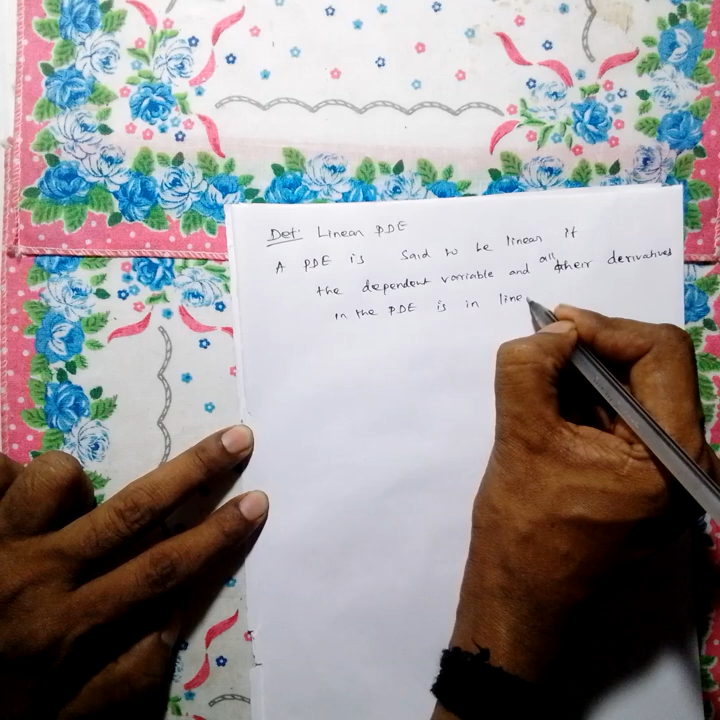 Def: Linear PDE
A PDE is said to be linear if
the dependent variable and all their derivatives
in the PDE is in line